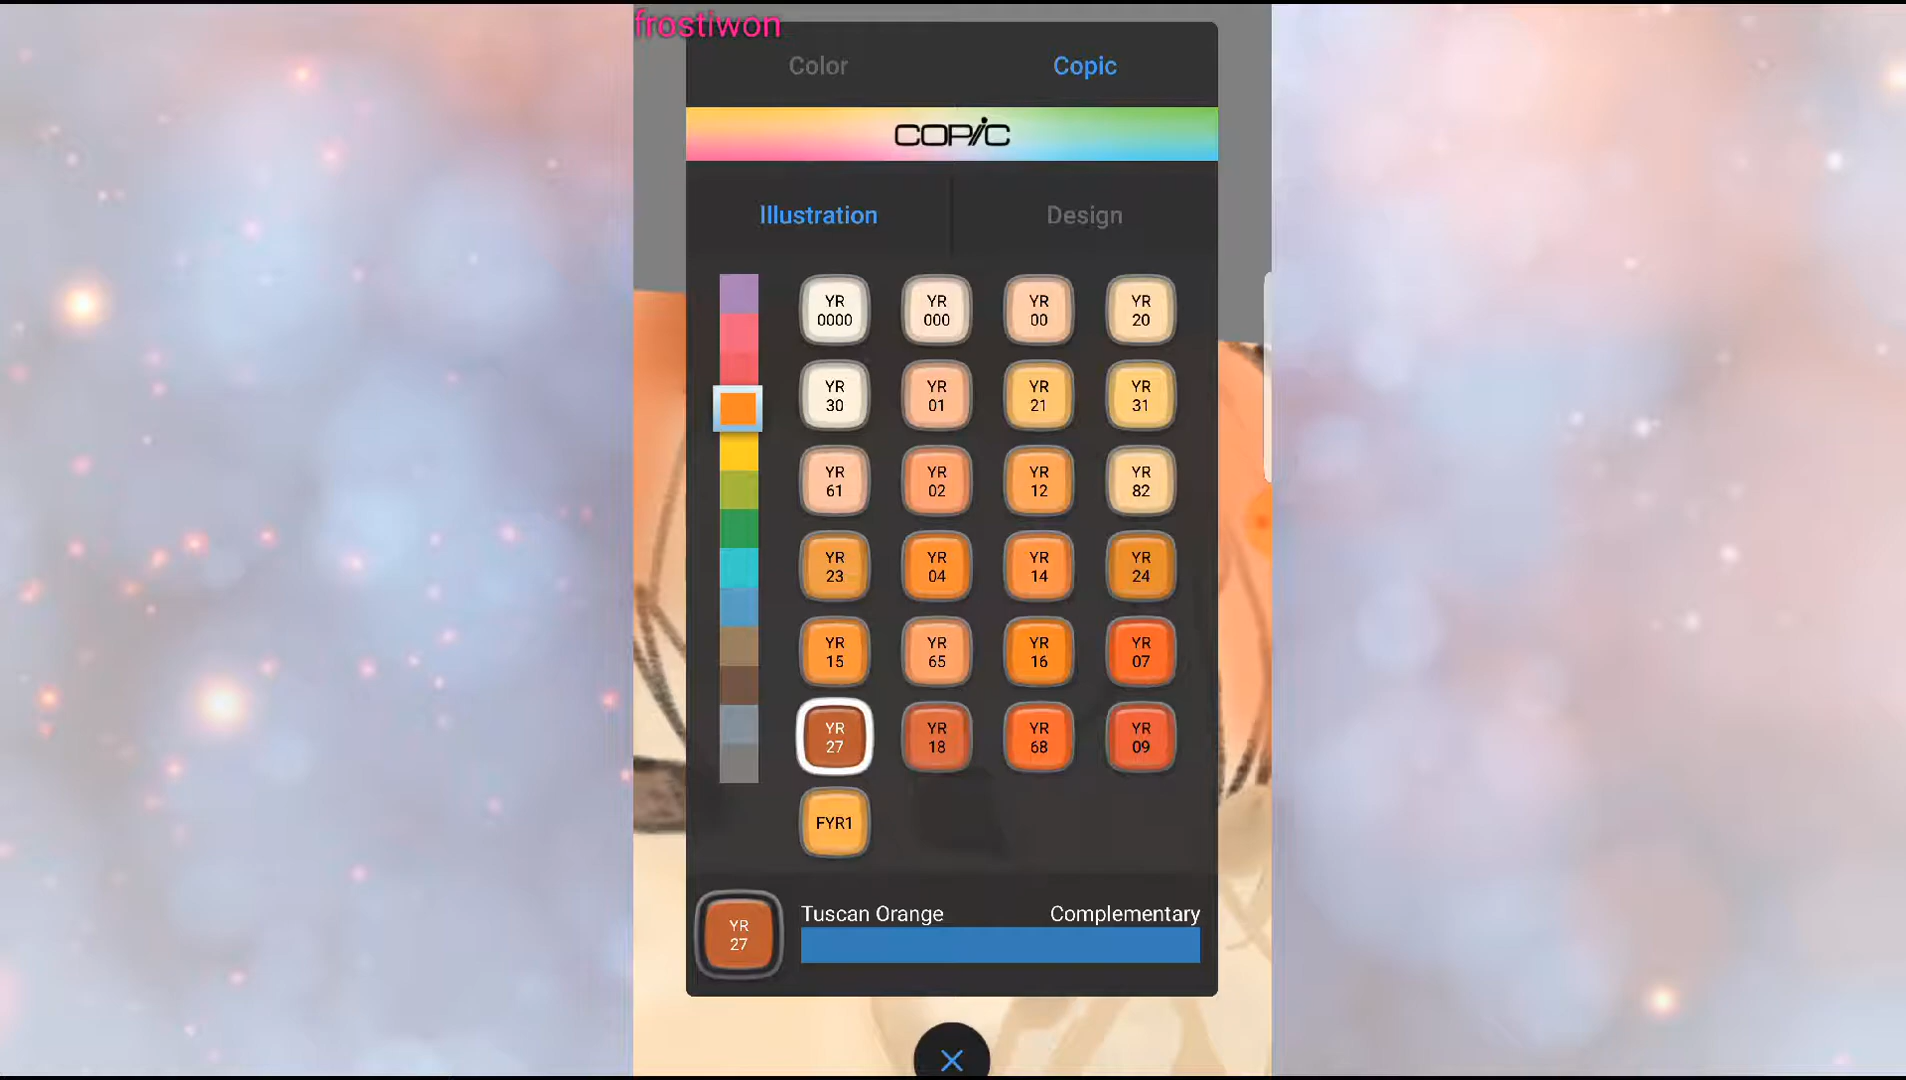 frostiwon
Color
Copic
COPIC
Illustration
Design
YR
0000
YR
000
YR
00
YR
20
YR
30
YR
01
YR
21
YR
31
YR
61
YR
02
YR
12
YR
82
YR
23
YR
04
YR
14
YR
24
YR
15
YR
65
YR
16
YR
07
YR
27
YR
18
YR
68
YR
09
FYR1
YR
27
Tuscan Orange
Complementary